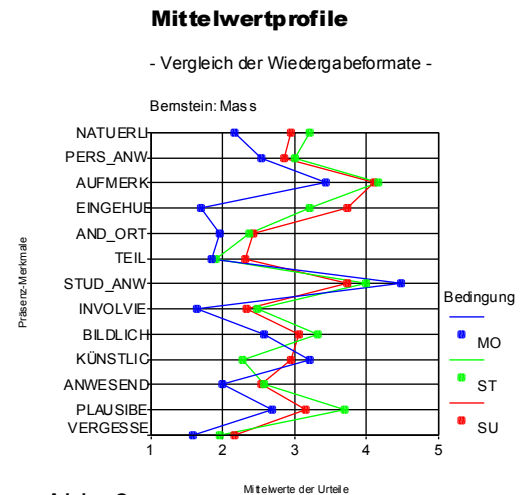 Mittelwertprofile
- Vergleich der Wiedergabeformate -
Bernstein: Mass
NATUERLI
PERS_ANW
AUFMERK
EINGEHUE
AND_ORT
TEIL
STUD_ANW
INVOLVIE
BILDLICH
KÜNSTLIC
ANWESEND
PLAUSIBE
VERGESSE
Präsenz-Merkmale
1 2 3 4 5
Mittelwerte der Urteile
Bedingung
MO
ST
SU